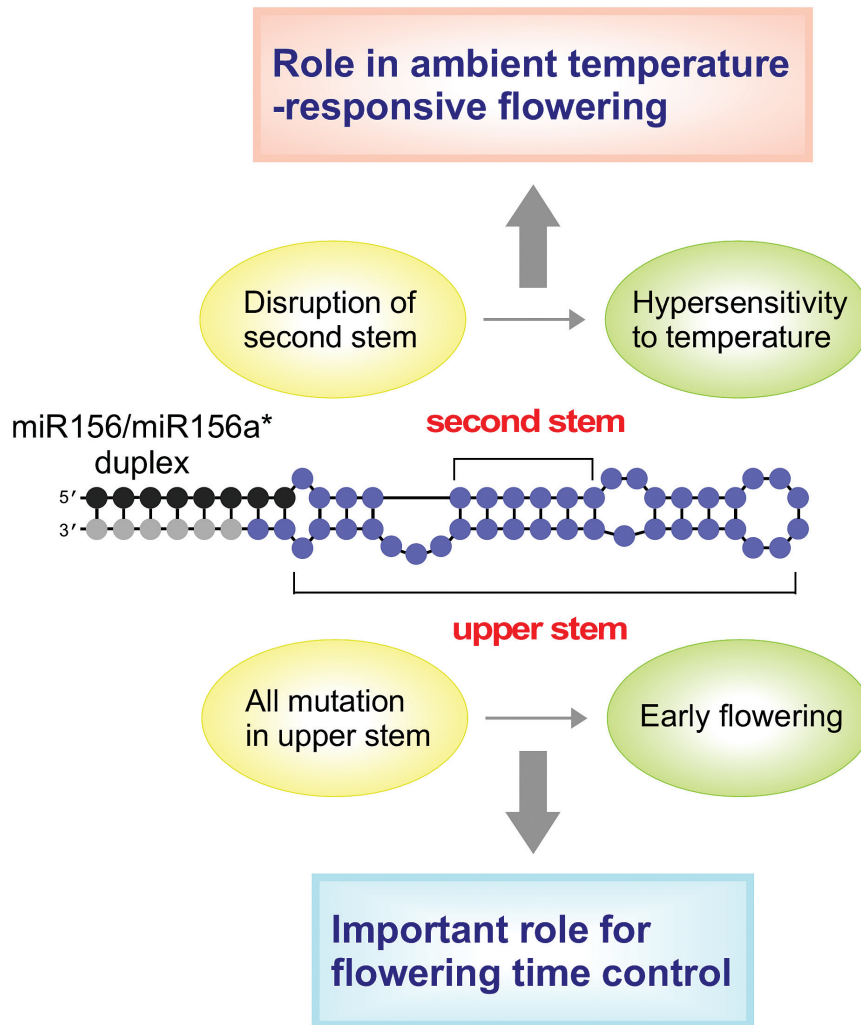 Role in ambient temperature
-responsive flowering
Disruption of
second stem
Hypersensitivity
to temperature
miR156/miR156a*
duplex
second stem
5′
3′
upper stem
All mutation
in upper stem
Early flowering
Important role for
flowering time control